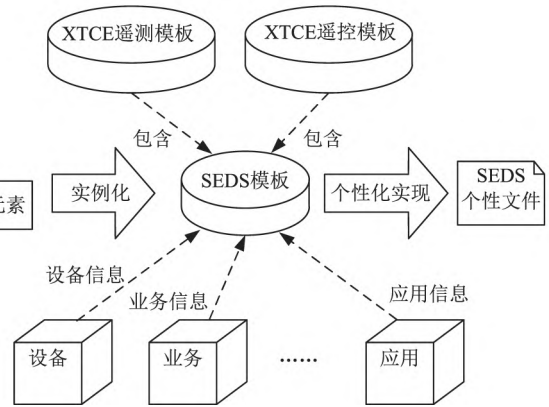 XTCE遥测模板
XTCE遥控模板
包含
包含
元素
实例化
SEDS模板
个性化实现
SEDS
个性文件
设备信息
业务信息
应用信息
设备
业务
……
应用